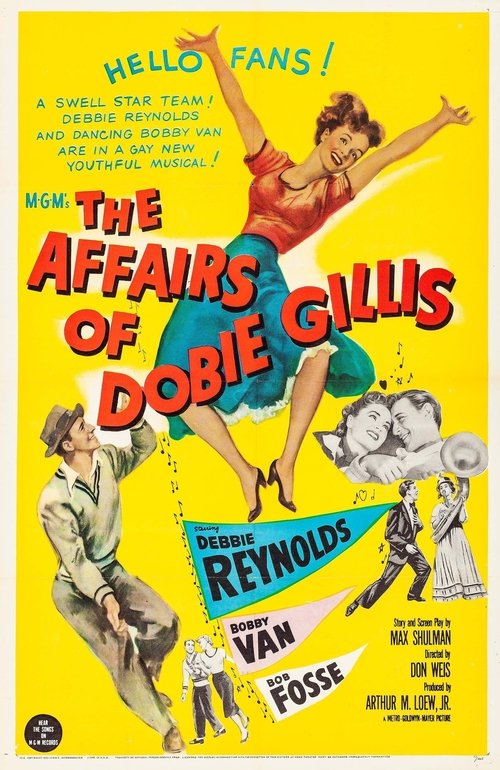 HELLO FANS!
A SWELL STAR TEAM!
DEBBIE REYNOLDS
AND DANCING BOBBY VAN
ARE IN A GAY NEW
YOUTHFUL MUSICAL!
M-G-M's THE
AFFAIRS
OF
DOBIE GILLIS
starring
DEBBIE
REYNOLDS
BOBBY
VAN
BOB
FOSSE
Story and Screen Play by
MAX SHULMAN
Directed by
DON WEIS
Produced by
ARTHUR M. LOEW, JR.
A METRO-GOLDWYN-MAYER PICTURE
HEAR
THE SONGS
ON
M-G-M RECORDS